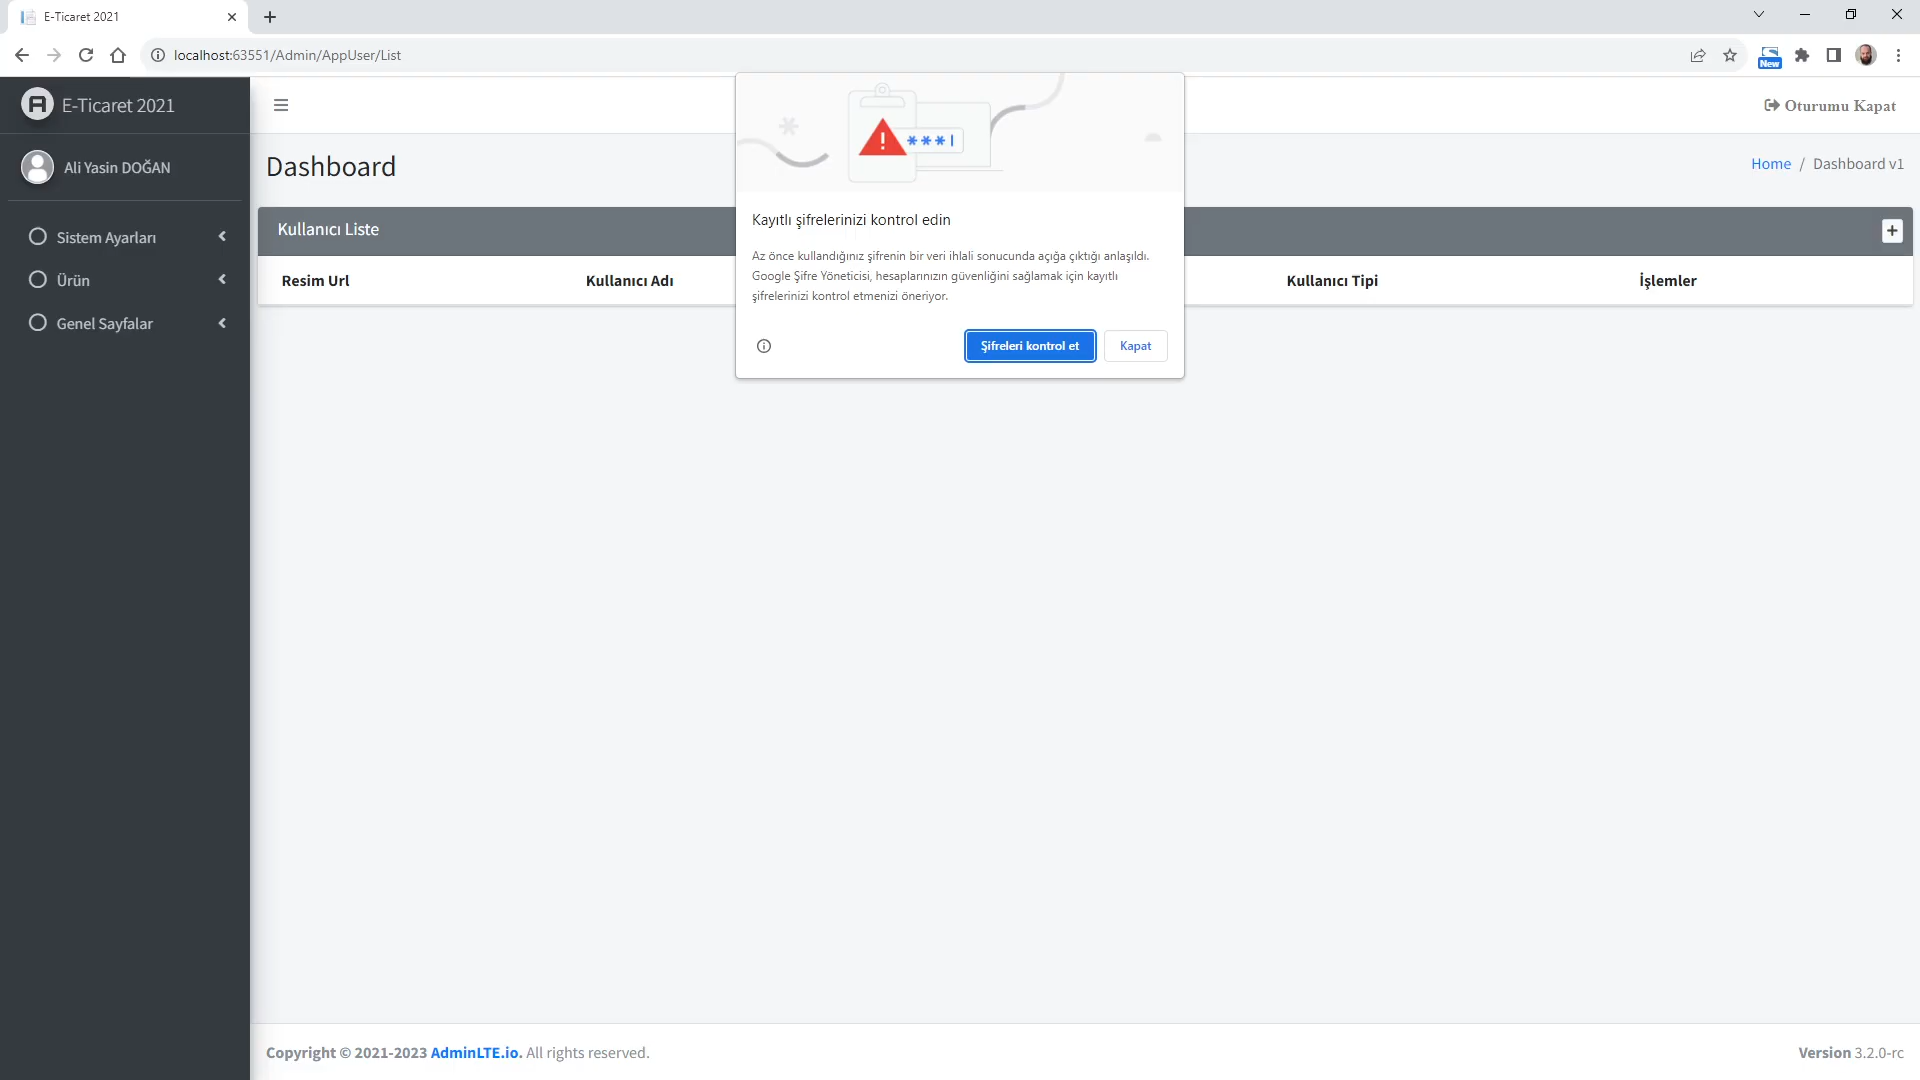 E-Ticaret 2021
localhost:63551/Admin/AppUser/List
New
E-Ticaret 2021
Oturumu Kapat
Ali Yasin DOĞAN
Dashboard
Home / Dashboard v1
Sistem Ayarları
Ürün
Genel Sayfalar
Kullanıcı Liste
Resim Url
Kullanıcı Adı
Kullanıcı Tipi
İşlemler
Kayıtlı şifrelerinizi kontrol edin
Az önce kullandığınız şifrenin bir veri ihlali sonucunda açığa çıktığı anlaşıldı.
Google Şifre Yöneticisi, hesaplarınızın güvenliğini sağlamak için kayıtlı
şifrelerinizi kontrol etmenizi öneriyor.
Şifreleri kontrol et
Kapat
Copyright © 2021-2023 AdminLTE.io. All rights reserved.
Version 3.2.0-rc